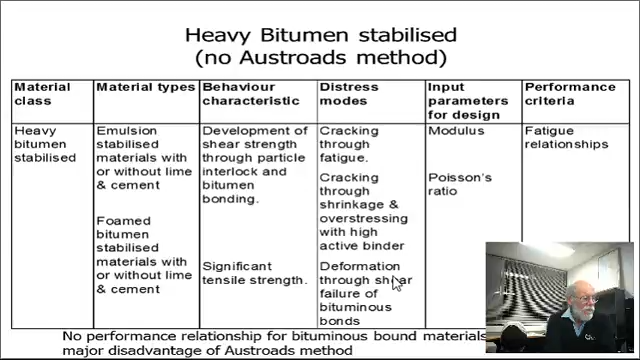 Heavy Bitumen stabilised
(no Austroads method)
Material class
Material types
Behaviour characteristic
Distress modes
Input parameters for design
Performance criteria
Heavy bitumen stabilised
Emulsion stabilised materials with or without lime & cement
Foamed bitumen stabilised materials with or without lime & cement
Development of shear strength through particle interlock and bitumen bonding.
Significant tensile strength.
Cracking through fatigue.
Cracking through shrinkage & overstressing with high active binder
Deformation through shear failure of bituminous bonds
Modulus
Poisson's ratio
Fatigue relationships
No performance relationship for bituminous bound materials
major disadvantage of Austroads method